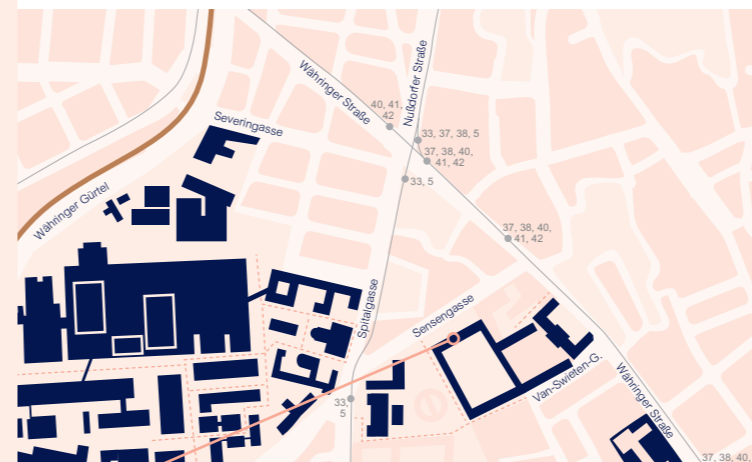 Währinger Straße
Nußdorfer Straße
40, 41,
42
Severingasse
33, 37, 38, 5
37, 38, 40,
41, 42
33, 5
Währinger Gürtel
37, 38, 40,
41, 42
Spitalgasse
Sensengasse
Van-Swieten-G.
Währinger Straße
33,
5
37, 38, 40,